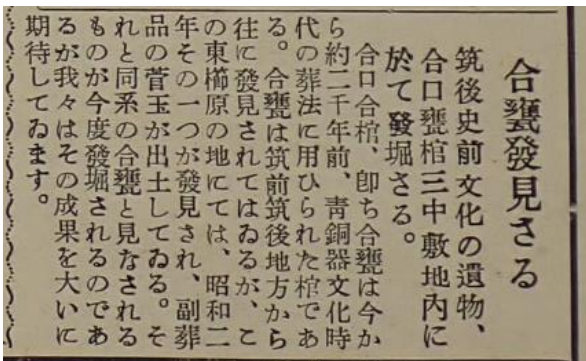 合甕發見さる
筑後史前文化の遺物、
合口甕棺三中敷地內に
於て發堀さる。
合口合棺、卽ち合甕は今か
ら約二千年前、靑銅器文化時
代の葬法に用ひられた棺であ
る。合甕は筑前筑後地方から
往に發見されてはゐるが、こ
の東櫛原の地にては、昭和二
年その一つが發見され、副葬
品の菅玉が出土してゐる。そ
れと同系の合甕と見なされる
ものが今度發堀されるのであ
るが我々はその成果を大いに
期待してゐます。